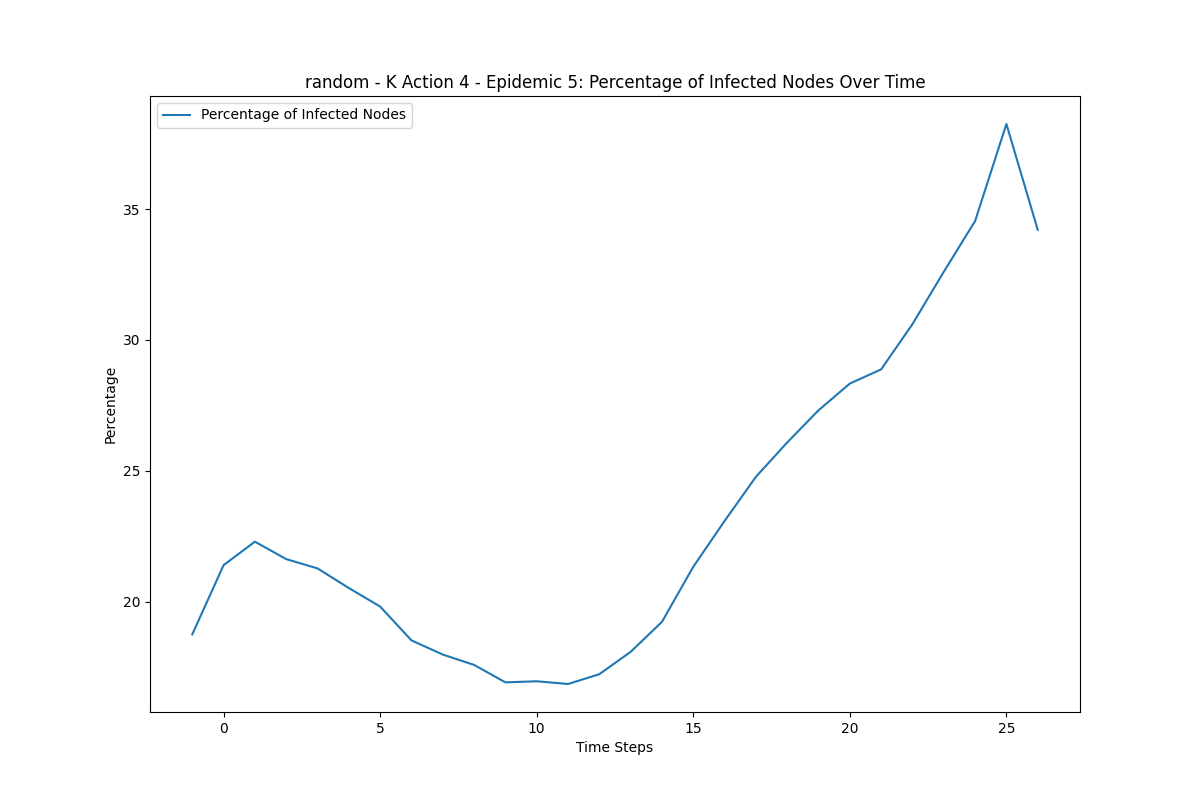 random - K Action 4 - Epidemic 5: Percentage of Infected Nodes Over Time
Percentage of Infected Nodes
35
30
25
20
Percentage
0 5 10 15 20 25
Time Steps